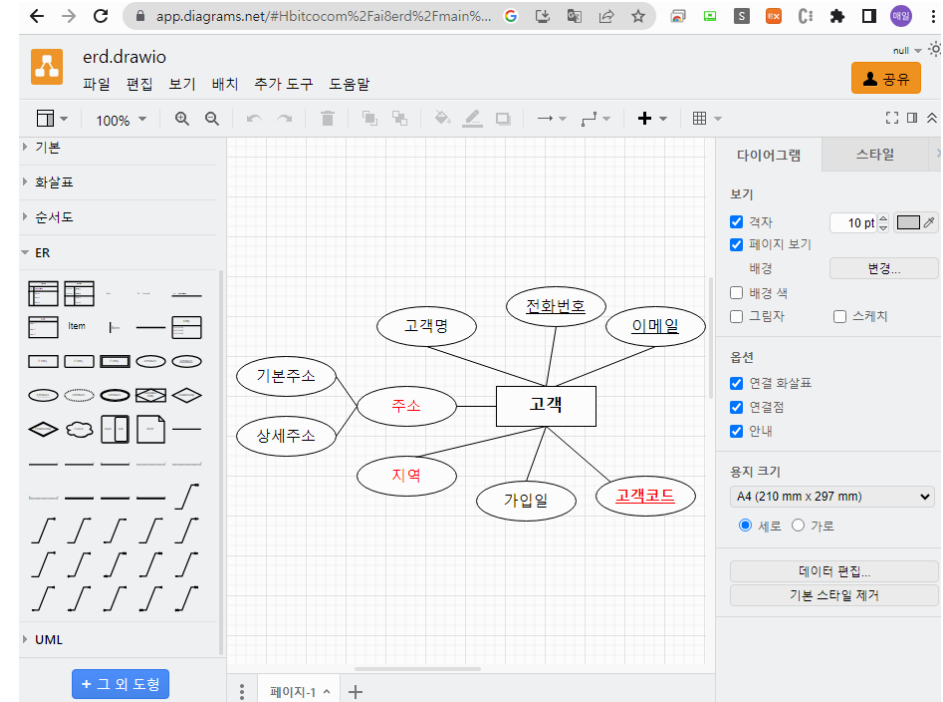 app.diagrams.net/#Hbitcocom%2Fai8erd%2Fmain%...
매일
erd.drawio
null
파일 편집 보기 배치 추가 도구 도움말
공유
100%
기본
화살표
순서도
ER
Item
UML
+ 그 외 도형
전화번호
고객명
이메일
기본주소
주소
고객
상세주소
지역
가입일
고객코드
페이지-1
다이어그램 스타일
보기
격자 10 pt
페이지 보기
배경 변경...
배경 색
그림자 스케치
옵션
연결 화살표
연결점
안내
용지 크기
A4 (210 mm x 297 mm)
세로 가로
데이터 편집...
기본 스타일 제거